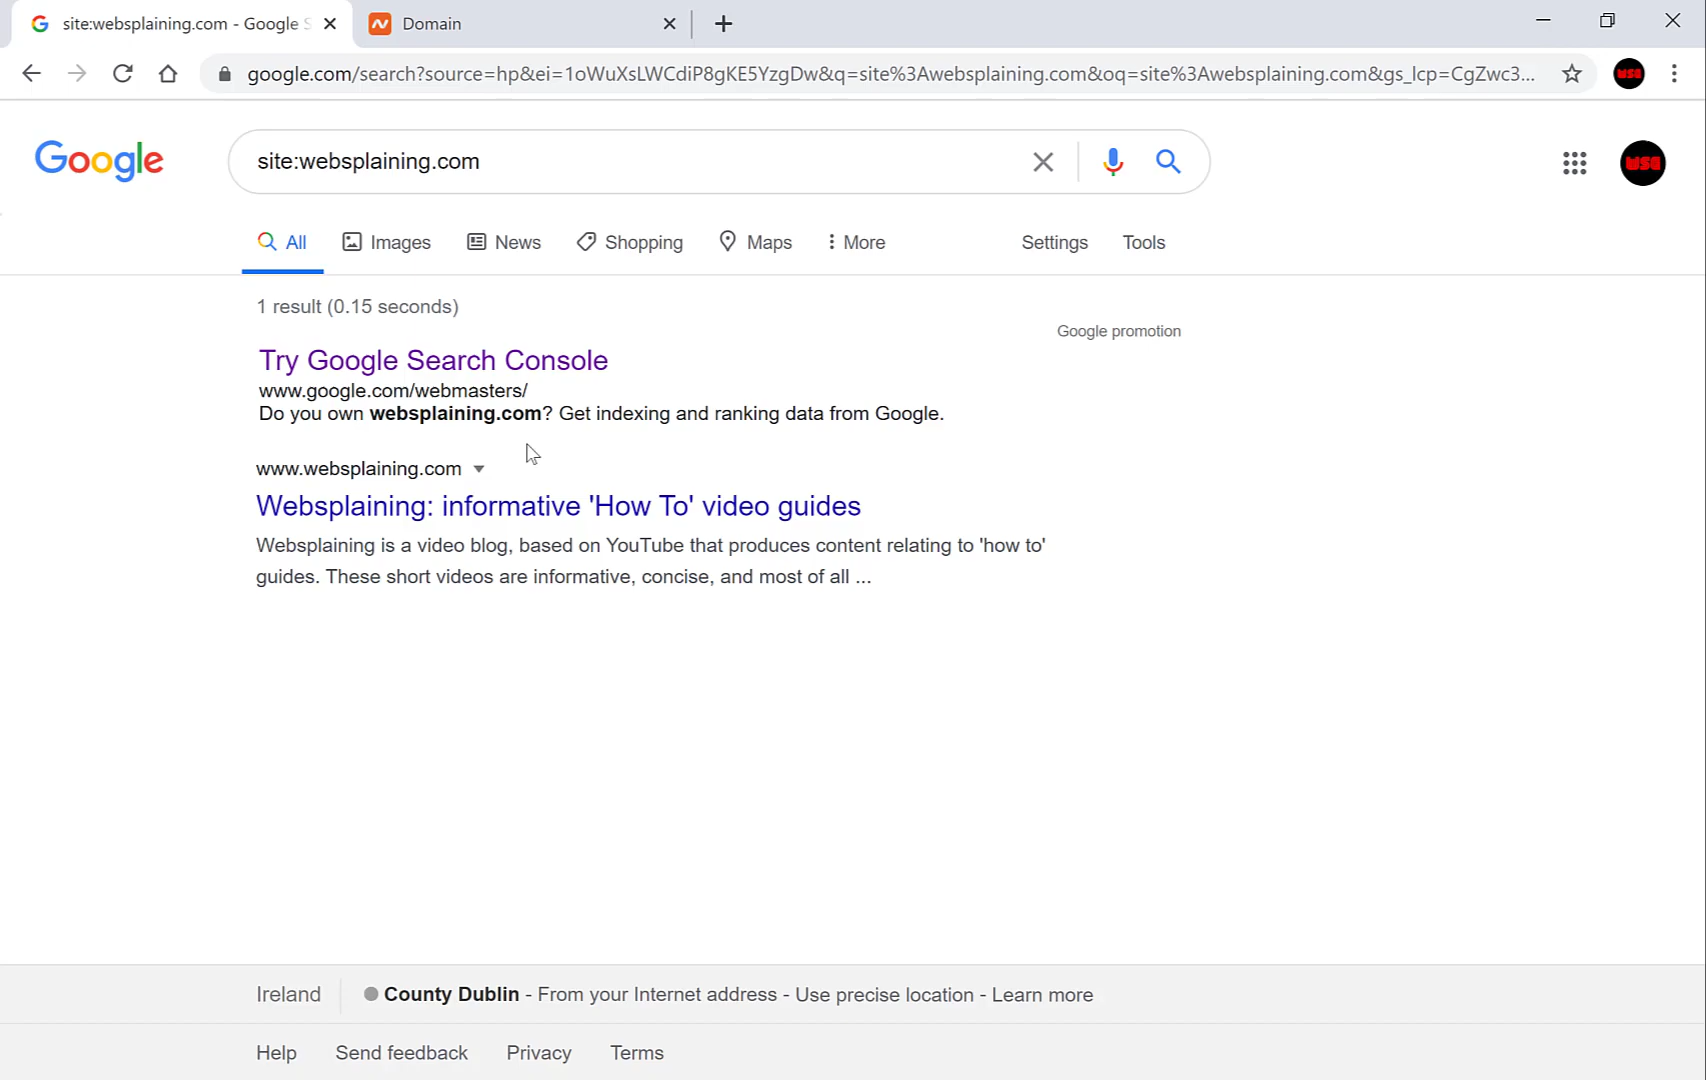 site:websplaining.com - Google S
Domain
google.com/search?source=hp&ei=1oWuXsLWCdiP8gKE5YzgDw&q=site%3Awebsplaining.com&oq=site%3Awebsplaining.com&gs_lcp=CgZwc3...
Google
site:websplaining.com
All
Images
News
Shopping
Maps
More
Settings
Tools
1 result (0.15 seconds)
Google promotion
Try Google Search Console
www.google.com/webmasters/
Do you own websplaining.com? Get indexing and ranking data from Google.
www.websplaining.com
Websplaining: informative 'How To' video guides
Websplaining is a video blog, based on YouTube that produces content relating to 'how to'
guides. These short videos are informative, concise, and most of all ...
Ireland
County Dublin - From your Internet address - Use precise location - Learn more
Help
Send feedback
Privacy
Terms